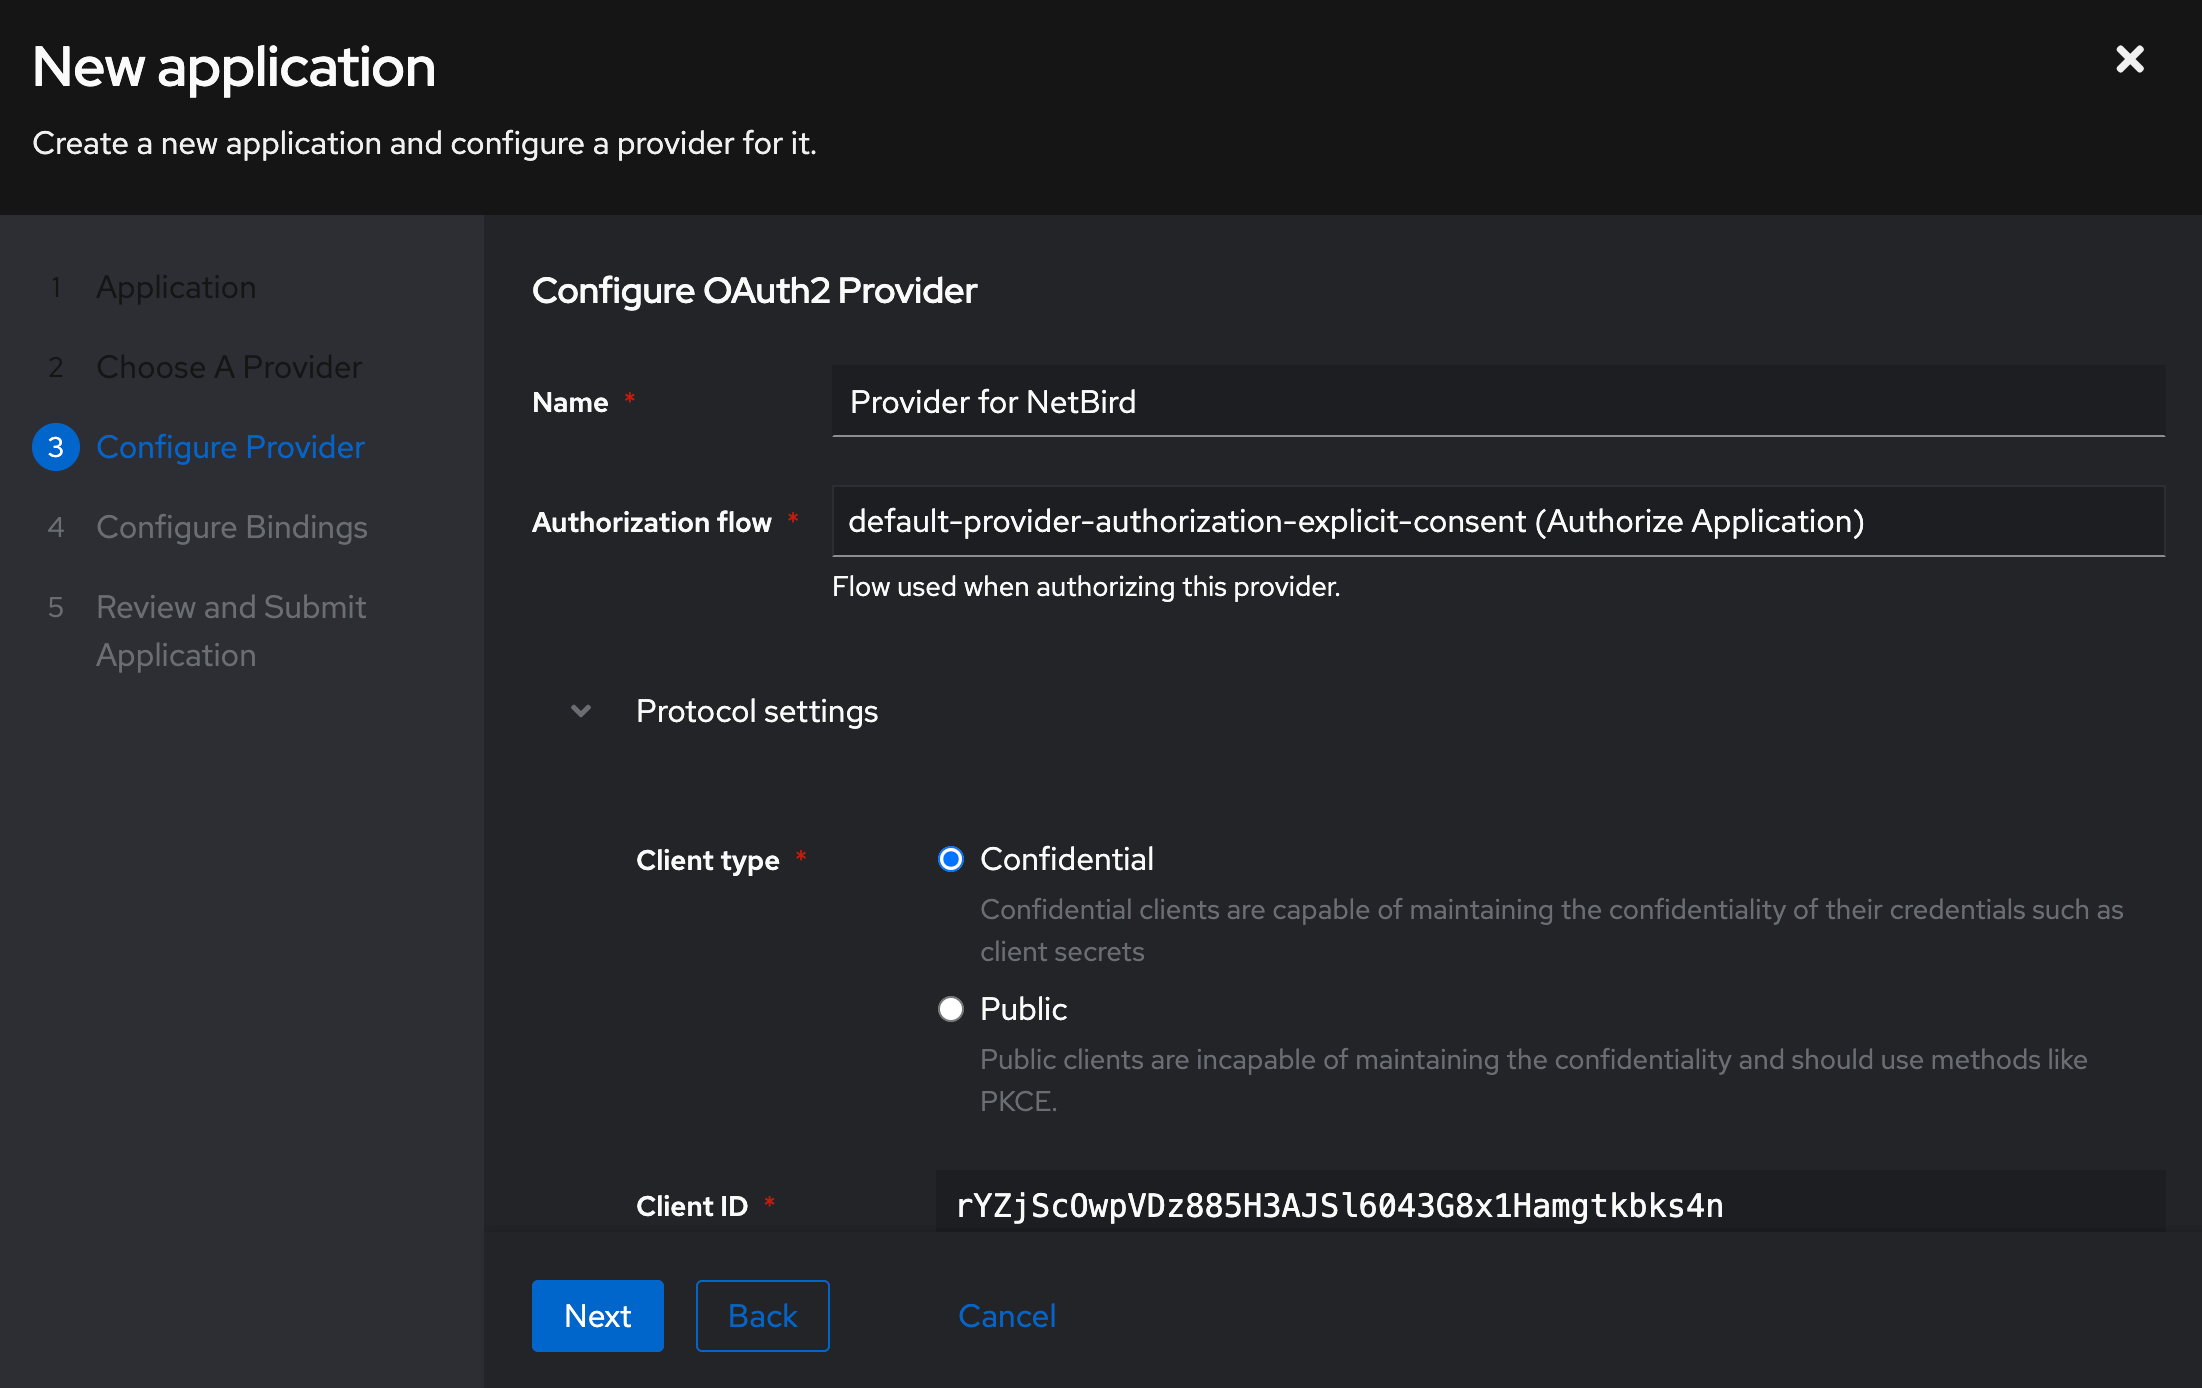 New application
Create a new application and configure a provider for it.
1 Application
2 Choose A Provider
3 Configure Provider
4 Configure Bindings
5 Review and Submit
Application
Configure OAuth2 Provider
Name *
Provider for NetBird
Authorization flow *
default-provider-authorization-explicit-consent (Authorize Application)
Flow used when authorizing this provider.
Protocol settings
Client type *
Confidential
Confidential clients are capable of maintaining the confidentiality of their credentials such as
client secrets
Public
Public clients are incapable of maintaining the confidentiality and should use methods like
PKCE.
Client ID *
rYZjScOwpVDz885H3AJSl6043G8x1Hamgtkbks4n
Next
Back
Cancel